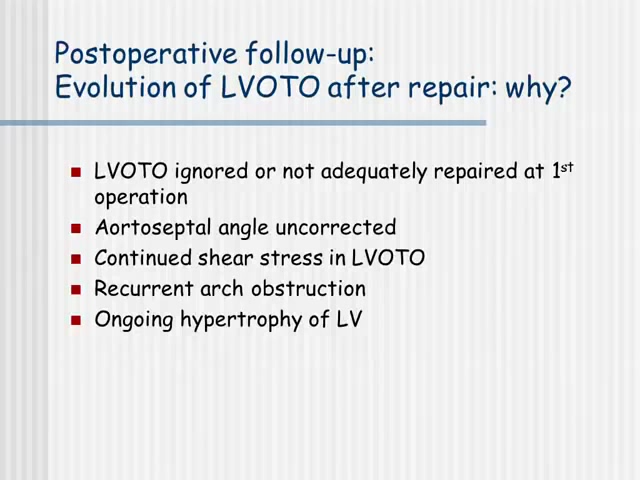 Postoperative follow-up:
Evolution of LVOTO after repair: why?
LVOTO ignored or not adequately repaired at 1st
operation
Aortoseptal angle uncorrected
Continued shear stress in LVOTO
Recurrent arch obstruction
Ongoing hypertrophy of LV